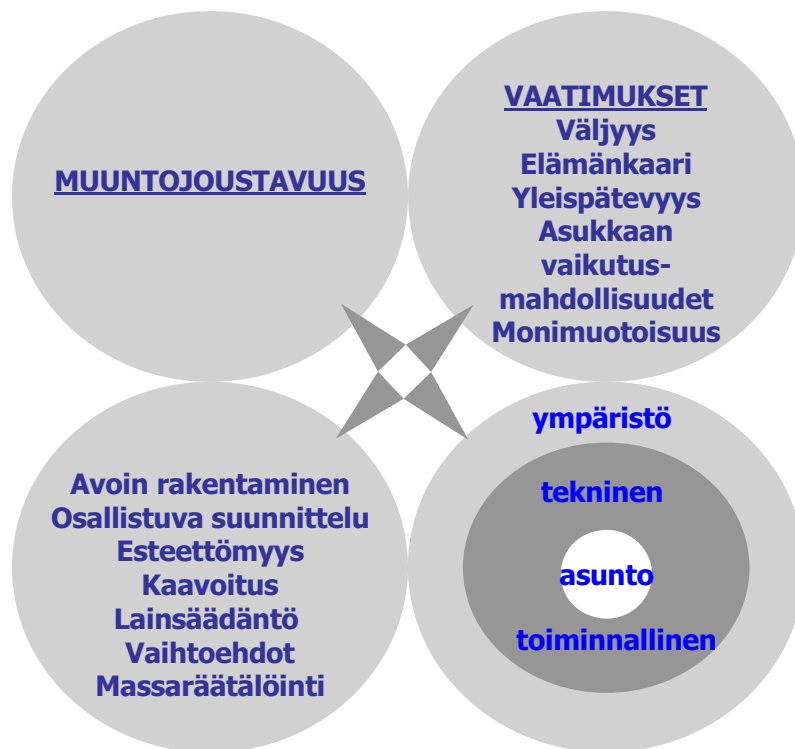 MUUNTOJOUSTAVUUS
VAATIMUKSET
Väljyys
Elämänkaari
Yleispätevyys
Asukkaan
vaikutus-
mahdollisuudet
Monimuotoisuus
Avoin rakentaminen
Osallistuva suunnittelu
Esteettömyys
Kaavoitus
Lainsäädäntö
Vaihtoehdot
Massaräätälöinti
ympäristö
tekninen
asunto
toiminnallinen